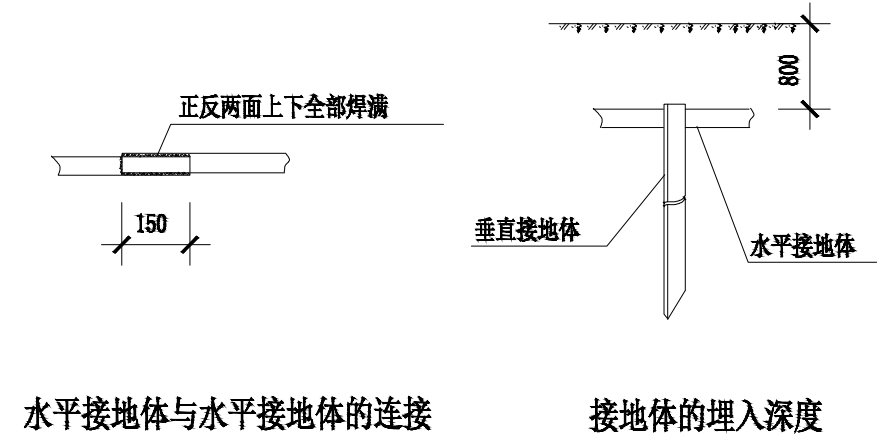 正反两面上下全部焊满
150
水平接地体与水平接地体的连接
800
垂直接地体
水平接地体
接地体的埋入深度